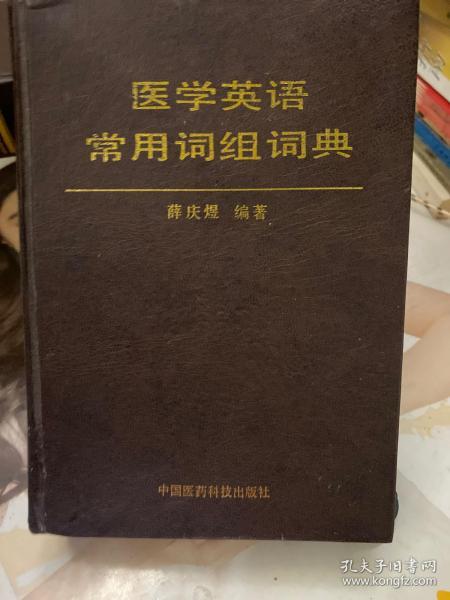 医学英语
常用词组词典
薛庆煜 编著
中国医药科技出版社
孔夫子旧书网
www.kongfz.com